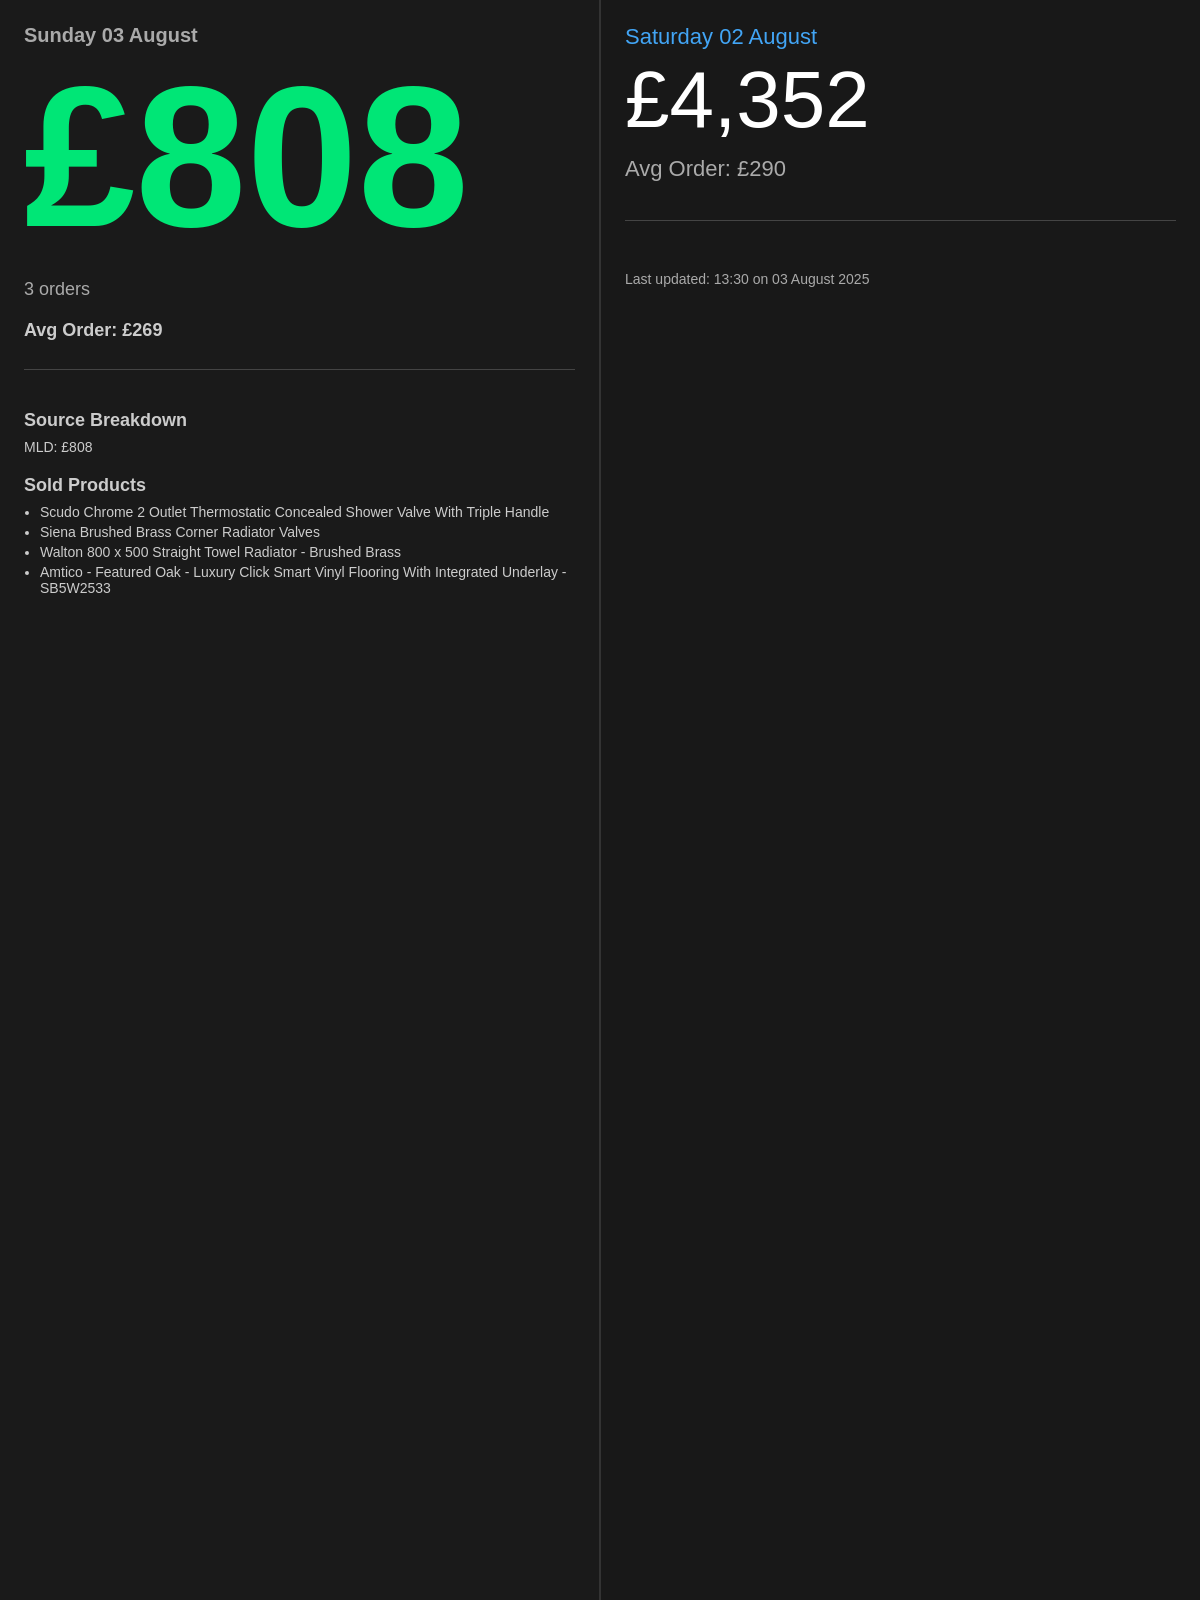 Sunday 03 August
£808
3 orders
Avg Order: £269
Source Breakdown
MLD: £808
Sold Products
• Scudo Chrome 2 Outlet Thermostatic Concealed Shower Valve With Triple Handle
• Siena Brushed Brass Corner Radiator Valves
• Walton 800 x 500 Straight Towel Radiator - Brushed Brass
• Amtico - Featured Oak - Luxury Click Smart Vinyl Flooring With Integrated Underlay -
SB5W2533
Saturday 02 August
£4,352
Avg Order: £290
Last updated: 13:30 on 03 August 2025